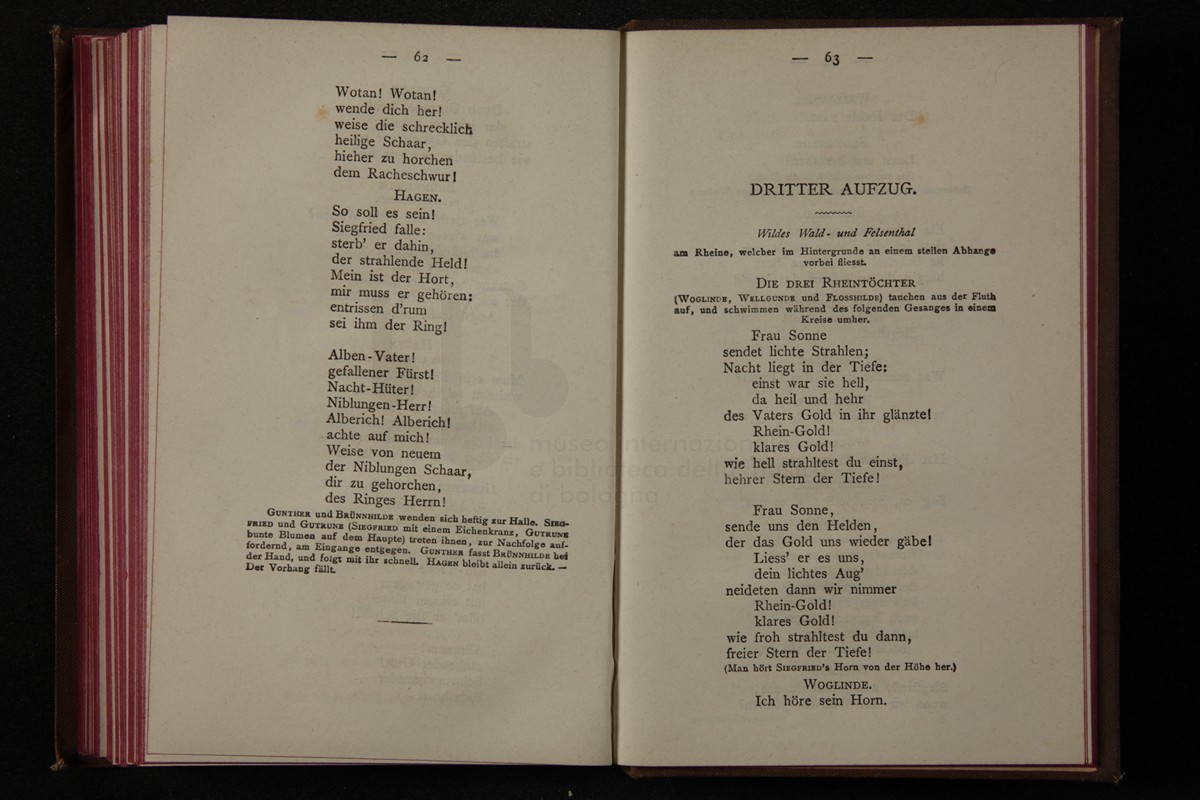 — 62 —
Wotan! Wotan!
wende dich her!
weise die schrecklich
heilige Schaar,
hieher zu horchen
dem Racheschwur!
HAGEN.
So soll es sein!
Siegfried falle:
sterb' er dahin,
der strahlende Held!
Mein ist der Hort,
mir muss er gehören:
entrissen d'rum
sei ihm der Ring!
Alben-Vater!
gefallener Fürst!
Nacht-Hüter!
Niblungen-Herr!
Alberich! Alberich!
achte auf mich!
Weise von neuem
der Niblungen Schaar,
dir zu gehorchen,
des Ringes Herrn!
GUNTHER und BRÜNNHILDE wenden sich heftig zur Halle. SIEG-
FRIED und GUTRUNE (SIEGFRIED mit einem Eichenkranz, GUTRUNE
bunte Blumen auf dem Haupte) treten ihnen, zur Nachfolge auf-
fordernd, am Eingange entgegen. GUNTHER fasst BRÜNNHILDE bei
der Hand, und folgt mit ihr schnell. HAGEN bleibt allein zurück. —
Der Vorhang fällt.
— 63 —
DRITTER AUFZUG.
Wildes Wald- und Felsenthal
am Rheine, welcher im Hintergrunde an einem steilen Abhange
vorbei fliesst.
DIE DREI RHEINTÖCHTER
(WOGLINDE, WELLGUNDE und FLOSSHILDE) tauchen aus der Fluth
auf, und schwimmen während des folgenden Gesanges in einem
Kreise umher.
Frau Sonne
sendet lichte Strahlen;
Nacht liegt in der Tiefe:
einst war sie hell,
da heil und hehr
des Vaters Gold in ihr glänzte!
Rhein-Gold!
klares Gold!
wie hell strahltest du einst,
hehrer Stern der Tiefe!
Frau Sonne,
sende uns den Helden,
der das Gold uns wieder gäbe!
Liess' er es uns,
dein lichtes Aug'
neideten dann wir nimmer
Rhein-Gold!
klares Gold!
wie froh strahltest du dann,
freier Stern der Tiefe!
(Man hört SIEGFRIED's Horn von der Höhe her.)
WOGLINDE.
Ich höre sein Horn.
museo internazion
e biblioteca dell
di bologna